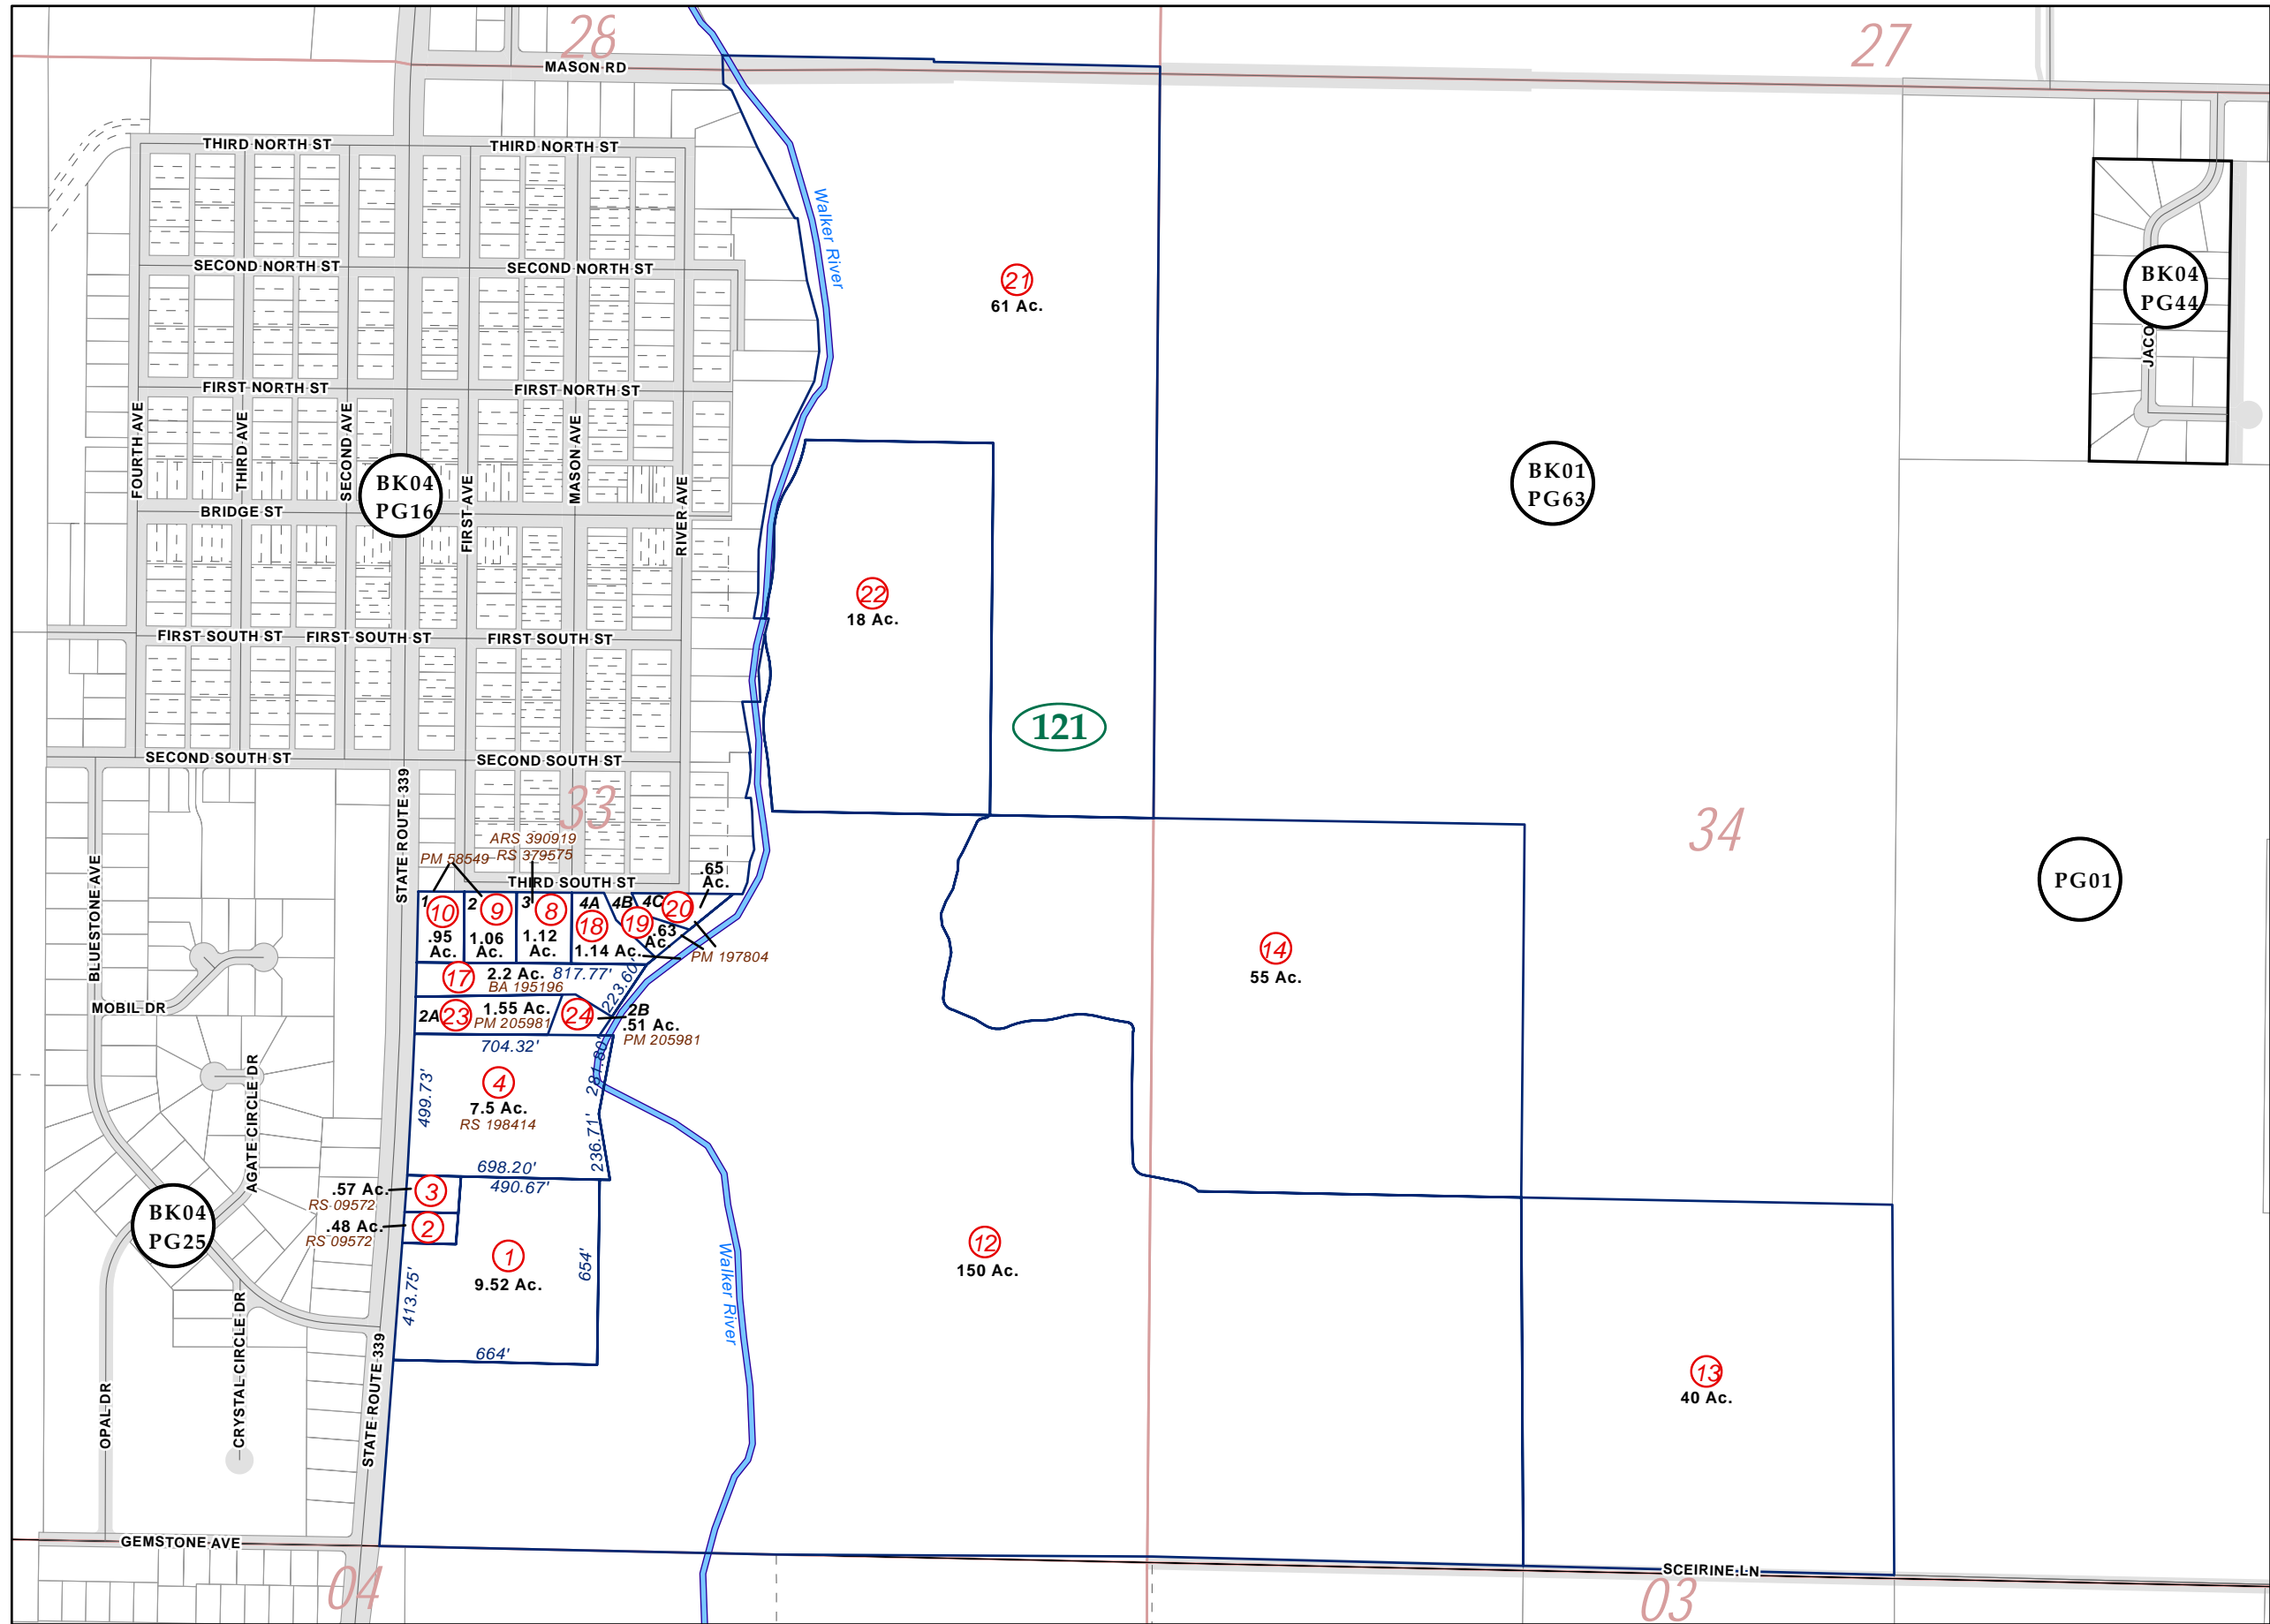 28
27
MASON RD
THIRD NORTH ST
THIRD NORTH ST
Walker River
SECOND NORTH ST
SECOND NORTH ST
21
61 Ac.
BK04
PG44
JACO
FIRST NORTH ST
FIRST NORTH ST
FOURTH AVE
THIRD AVE
SECOND AVE
MASON AVE
BK04
PG16
FIRST AVE
RIVER AVE
BK01
PG63
BRIDGE ST
22
18 Ac.
FIRST SOUTH ST
FIRST SOUTH ST
FIRST SOUTH ST
121
SECOND SOUTH ST
SECOND SOUTH ST
STATE ROUTE 339
33
34
ARS 390919
PM 58549
RS 379575
.65
Ac.
THIRD SOUTH ST
PG01
BLUESTONE AVE
1
10
.95
Ac.
2
9
1.06
Ac.
3
8
1.12
Ac.
4A
18
1.14 Ac.
4B
19
.63
Ac.
4C
20
PM 197804
14
55 Ac.
17
2.2 Ac.
817.77'
BA 195196
223.60'
MOBIL DR
2A
23
1.55 Ac.
PM 205981
24
2B
.51 Ac.
PM 205981
704.32'
281.80'
AGATE CIRCLE DR
499.73'
4
7.5 Ac.
RS 198414
236.71'
698.20'
490.67'
.57 Ac.
RS 09572
3
.48 Ac.
RS 09572
2
BK04
PG25
1
9.52 Ac.
654'
413.75'
664'
Walker River
12
150 Ac.
13
40 Ac.
OPAL DR
CRYSTAL CIRCLE DR
STATE ROUTE 339
GEMSTONE AVE
SCEIRINE LN
04
03